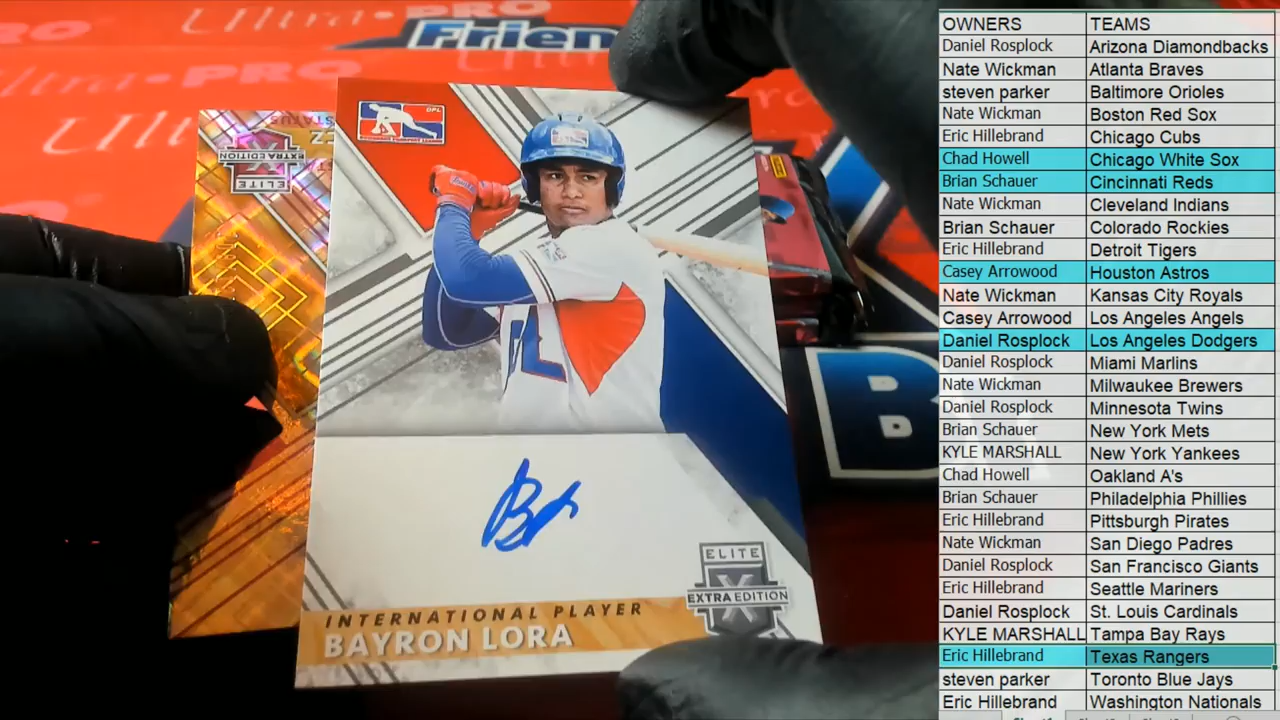 Ultra•PRO
Ultra•PRO
Ultra•PRO
Frien
ELITE
EXTRA EDITION
DPL
ELITE
EXTRA EDITION
INTERNATIONAL PLAYER
BAYRON LORA
B
OWNERS TEAMS
Daniel Rosplock Arizona Diamondbacks
Nate Wickman Atlanta Braves
steven parker Baltimore Orioles
Nate Wickman Boston Red Sox
Eric Hillebrand Chicago Cubs
Chad Howell Chicago White Sox
Brian Schauer Cincinnati Reds
Nate Wickman Cleveland Indians
Brian Schauer Colorado Rockies
Eric Hillebrand Detroit Tigers
Casey Arrowood Houston Astros
Nate Wickman Kansas City Royals
Casey Arrowood Los Angeles Angels
Daniel Rosplock Los Angeles Dodgers
Daniel Rosplock Miami Marlins
Nate Wickman Milwaukee Brewers
Daniel Rosplock Minnesota Twins
Brian Schauer New York Mets
KYLE MARSHALL New York Yankees
Chad Howell Oakland A's
Brian Schauer Philadelphia Phillies
Eric Hillebrand Pittsburgh Pirates
Nate Wickman San Diego Padres
Daniel Rosplock San Francisco Giants
Eric Hillebrand Seattle Mariners
Daniel Rosplock St. Louis Cardinals
KYLE MARSHALL Tampa Bay Rays
Eric Hillebrand Texas Rangers
steven parker Toronto Blue Jays
Eric Hillebrand Washington Nationals